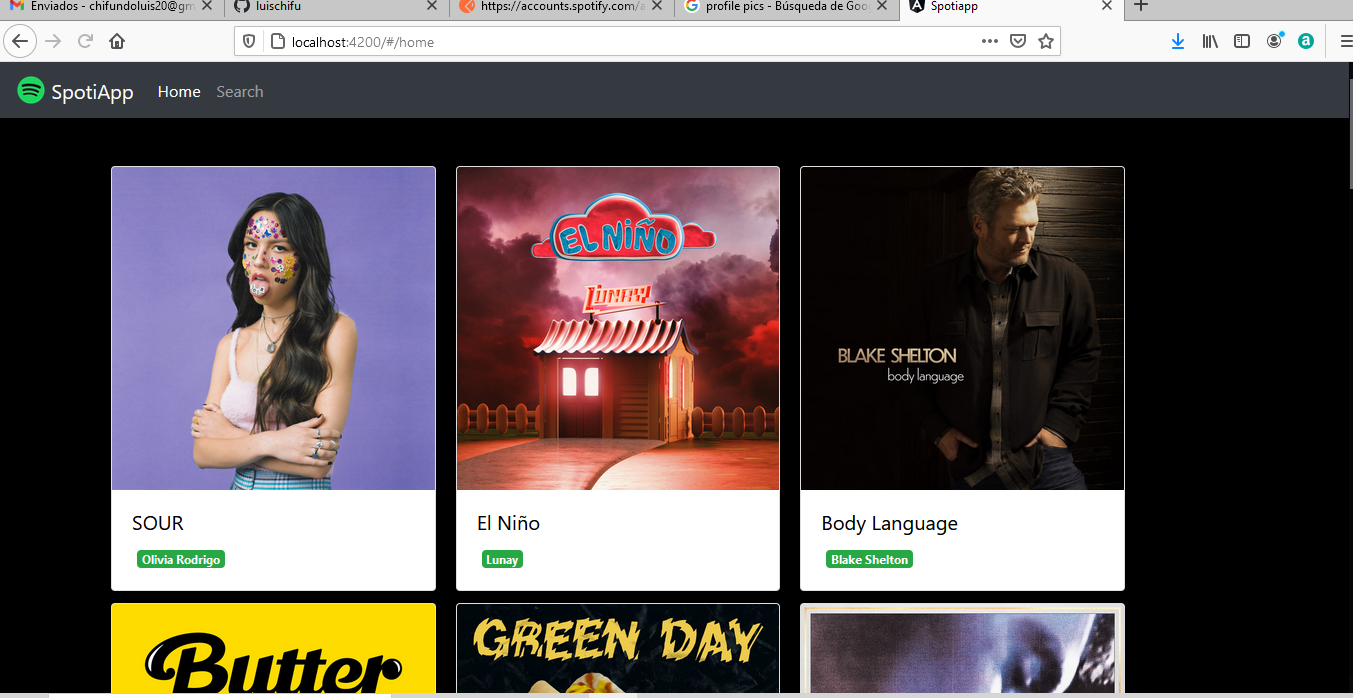 Enviados - chifundoluis20@gm
luischifu
https://accounts.spotify.com/a
profile pics - Búsqueda de Goo
Spotiapp
localhost:4200/#/home
SpotiApp
Home
Search
EL NIÑO
LUNAY
BLAKE SHELTON
body language
SOUR
El Niño
Body Language
Olivia Rodrigo
Lunay
Blake Shelton
Butter
GREEN DAY